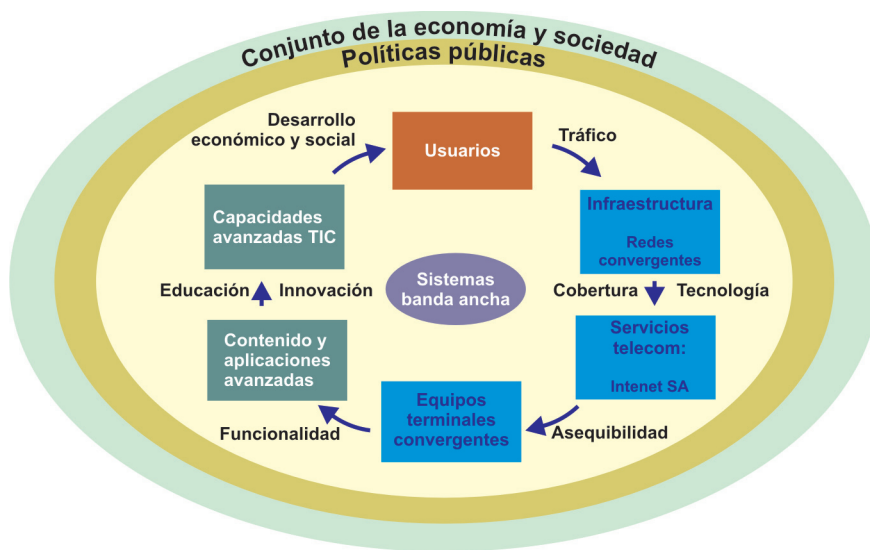 Conjunto de la economía y sociedad
Políticas públicas
Desarrollo
económico y social
Usuarios
Tráfico
Capacidades
avanzadas TIC
Infraestructura
Redes
convergentes
Sistemas
banda ancha
Educación
Innovación
Cobertura
Tecnología
Contenido y
aplicaciones
avanzadas
Servicios
telecom:
Intenet SA
Equipos
terminales
convergentes
Funcionalidad
Asequibilidad